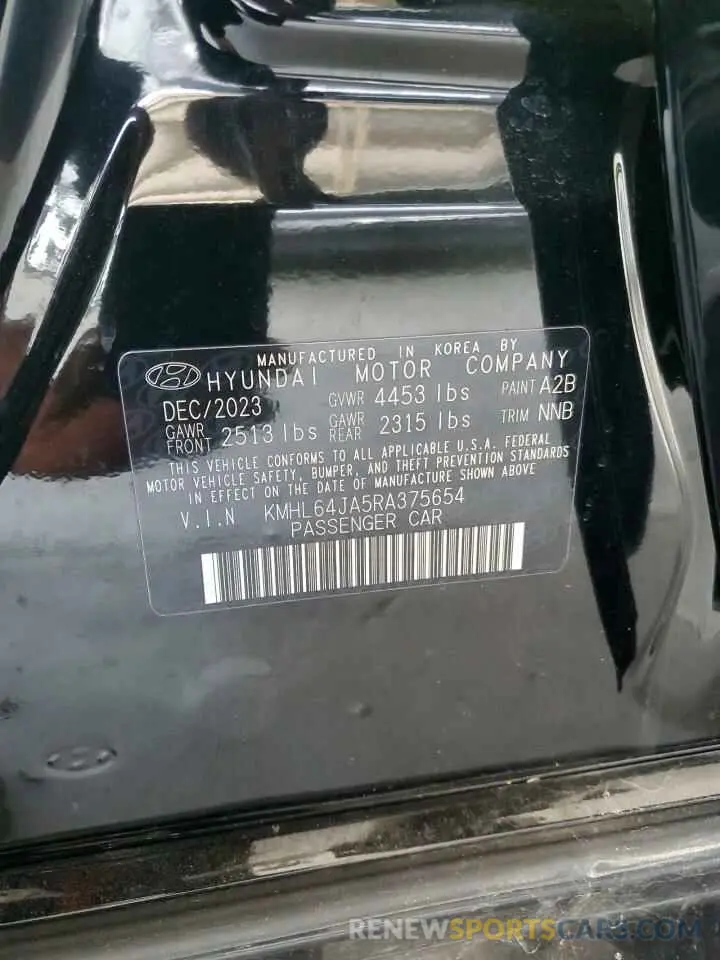 MANUFACTURED IN KOREA BY
HYUNDAI MOTOR COMPANY
DEC/2023 GVWR 4453 lbs PAINT A2B
GAWR FRONT 2513 lbs GAWR REAR 2315 lbs TRIM NNB
THIS VEHICLE CONFORMS TO ALL APPLICABLE U.S.A. FEDERAL
MOTOR VEHICLE SAFETY, BUMPER, AND THEFT PREVENTION STANDARDS
IN EFFECT ON THE DATE OF MANUFACTURE SHOWN ABOVE
V.I.N KMHL64JA5RA375654
PASSENGER CAR
RENEWSPORTSCARS.COM